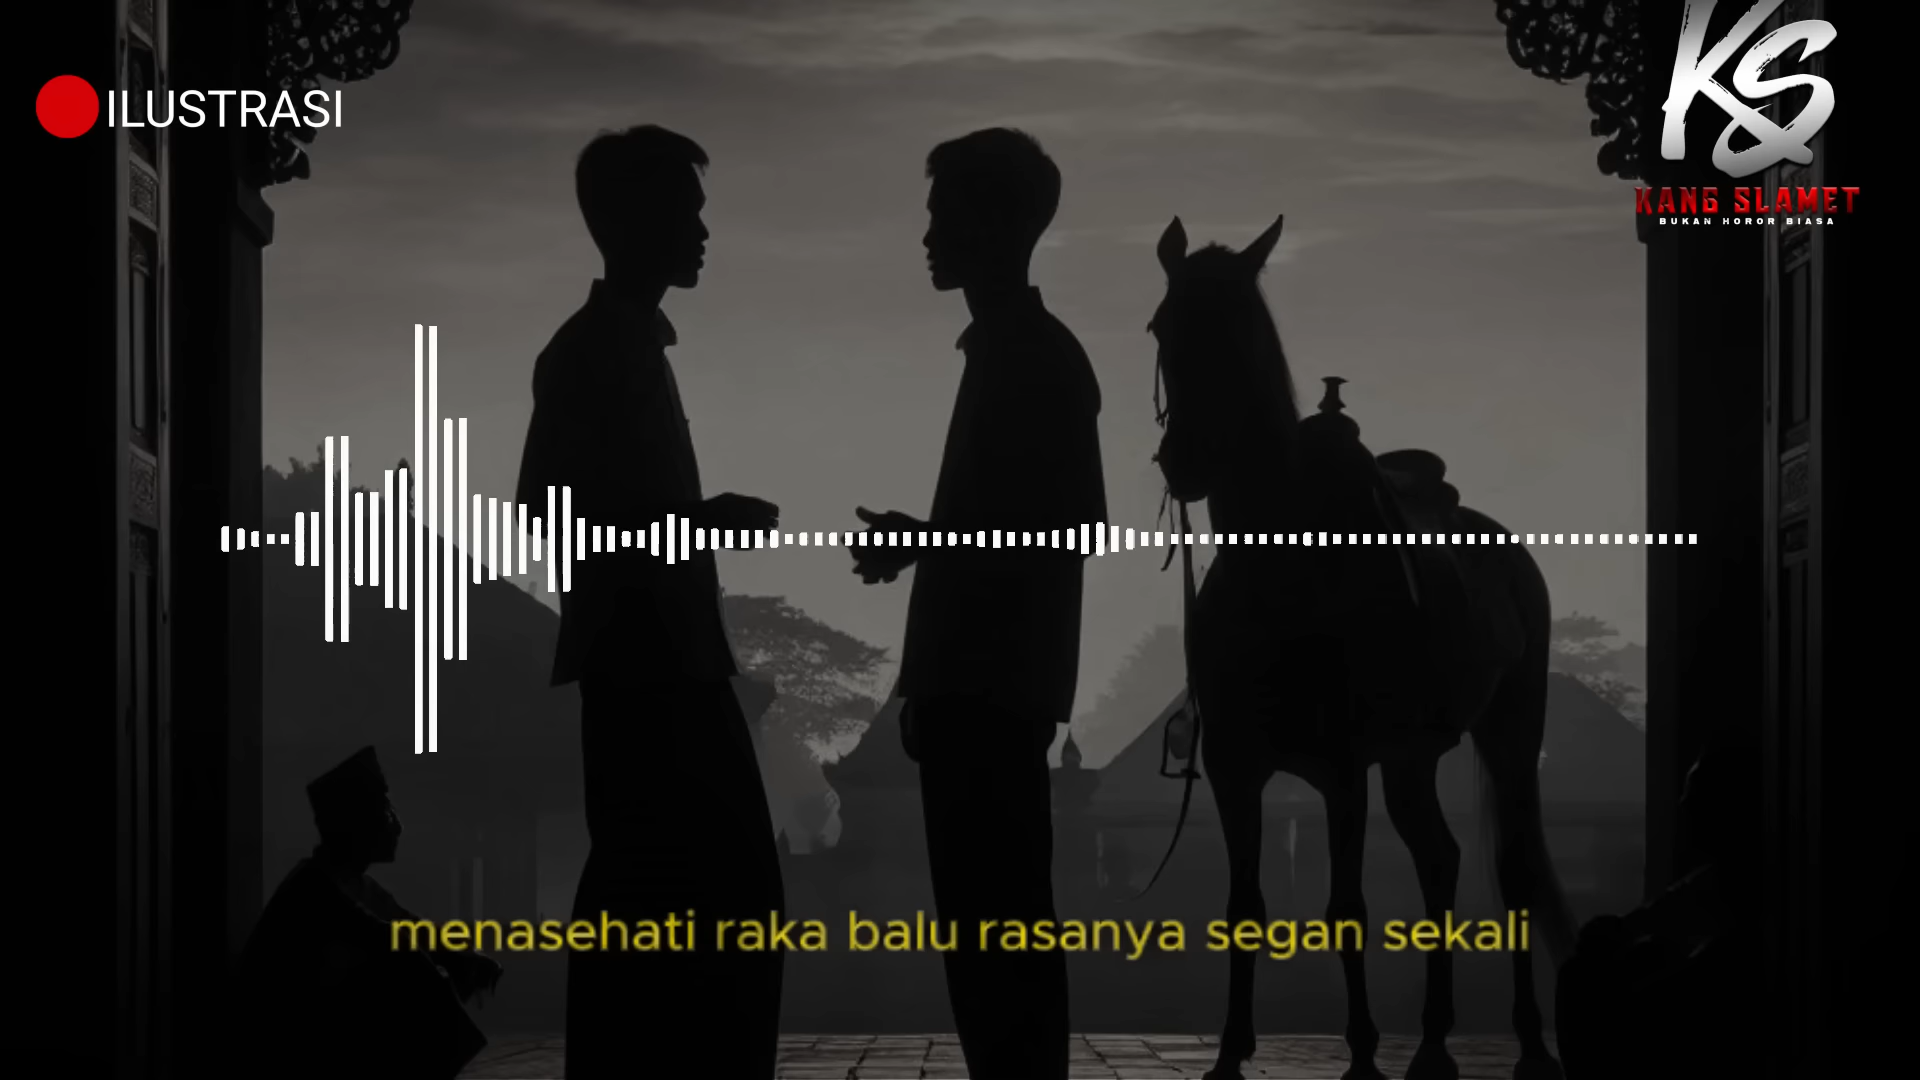 ILUSTRASI
KS
KANG SLAMET
BUKAN HOROR BIASA
menasehati raka balu rasanya segan sekali